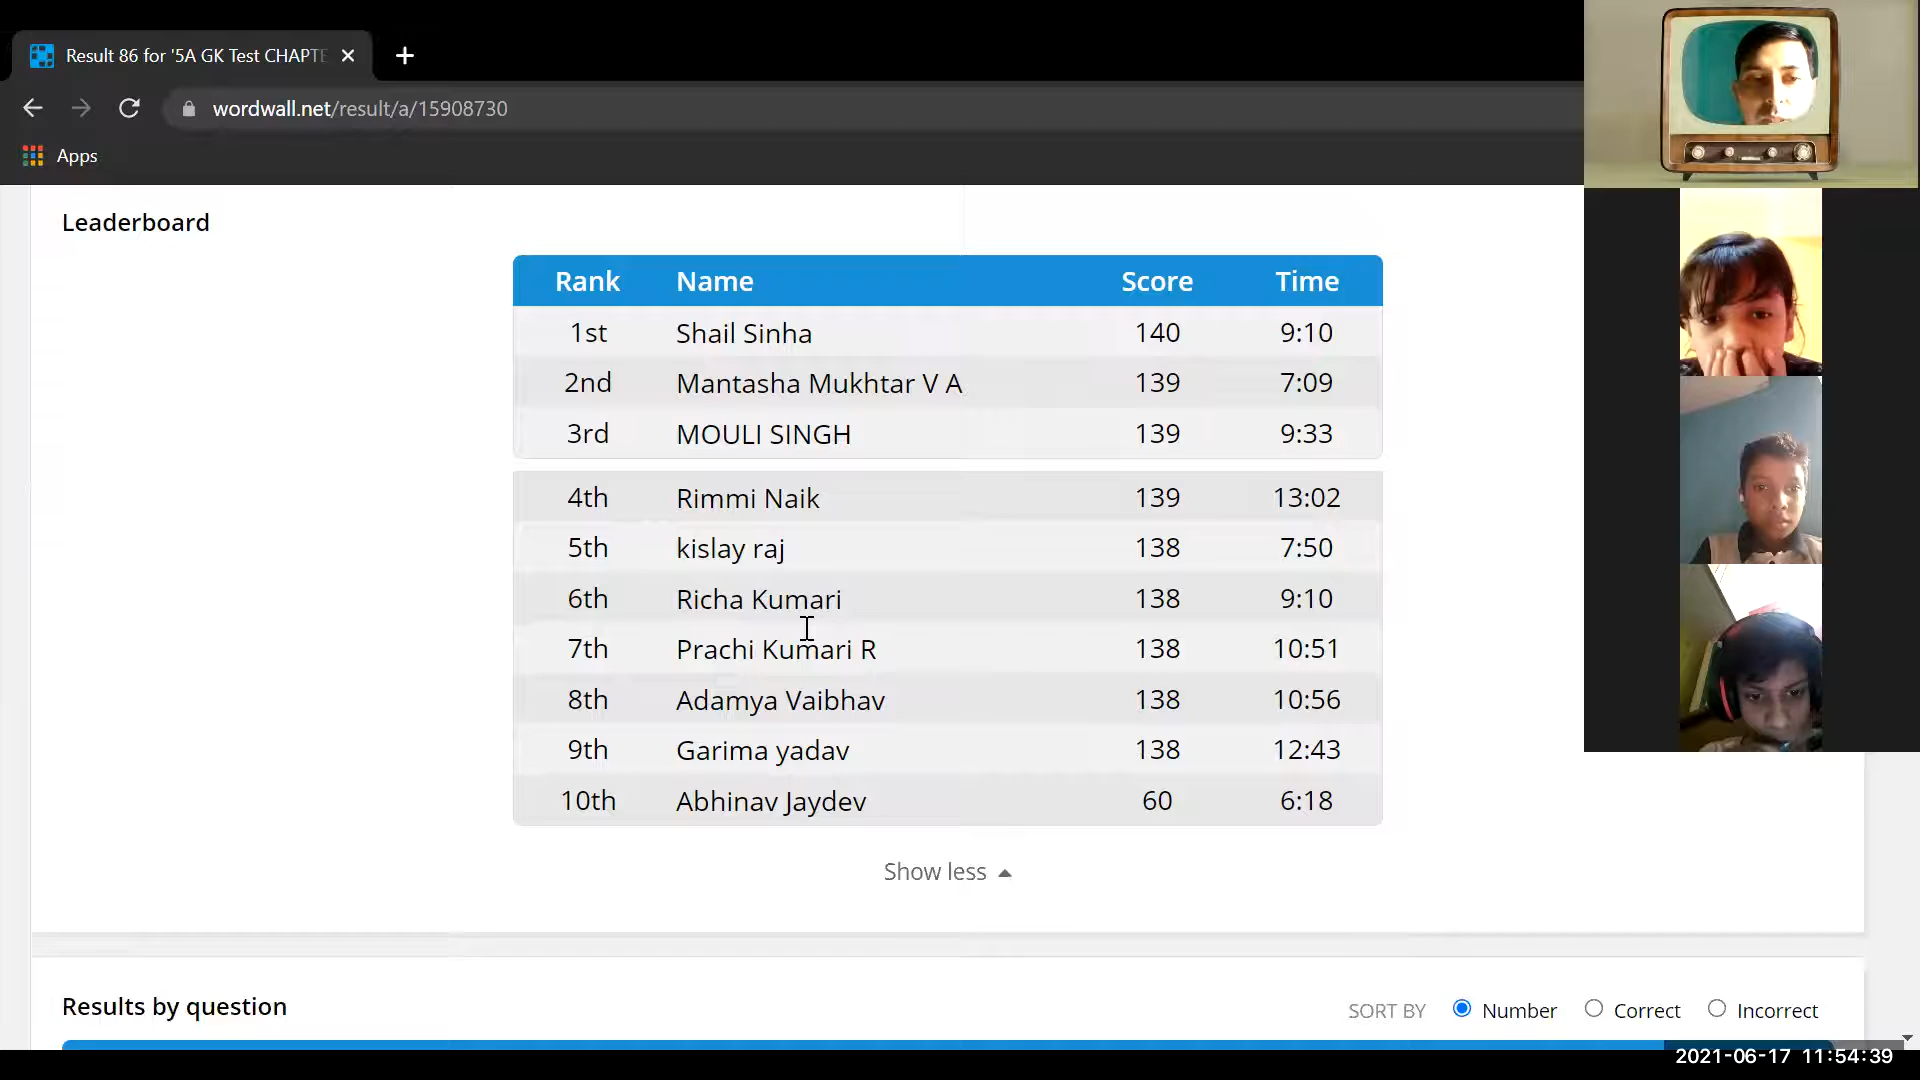 Result 86 for '5A GK Test CHAPTE
wordwall.net/result/a/15908730
Apps
Leaderboard
Rank Name Score Time
1st Shail Sinha 140 9:10
2nd Mantasha Mukhtar V A 139 7:09
3rd MOULI SINGH 139 9:33
4th Rimmi Naik 139 13:02
5th kislay raj 138 7:50
6th Richa Kumari 138 9:10
7th Prachi Kumari R 138 10:51
8th Adamya Vaibhav 138 10:56
9th Garima yadav 138 12:43
10th Abhinav Jaydev 60 6:18
Show less
Results by question SORT BY Number Correct Incorrect
2021-06-17 11:54:39